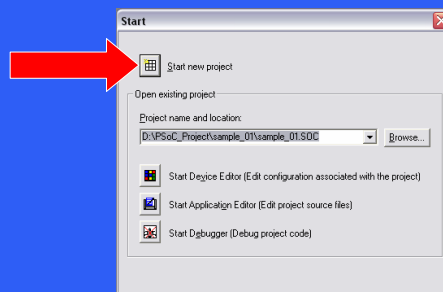 Start
Start new project
Open existing project
Project name and location:
D:\PSoC_Project\sample_01\sample_01.SOC
Browse...
Start Device Editor (Edit configuration associated with the project)
Start Application Editor (Edit project source files)
Start Debugger (Debug project code)